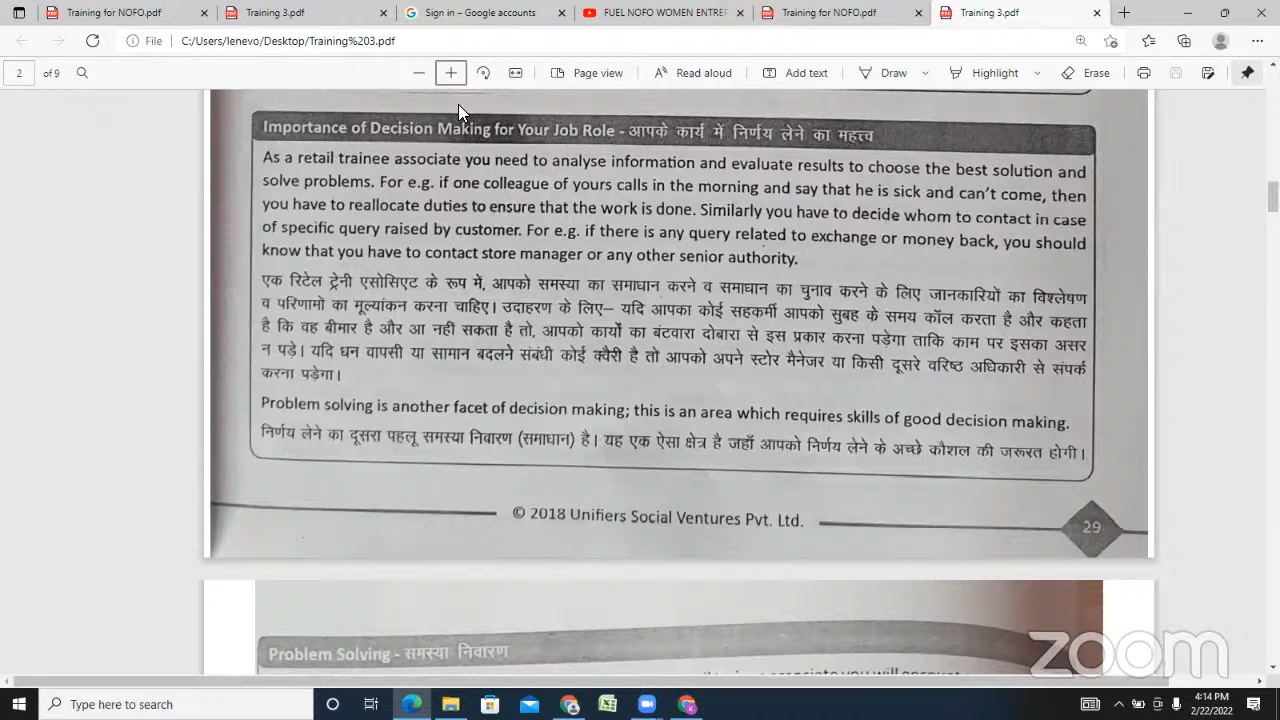 Training for NOFO.pdf
Training 3.pdf
Sign in – Google accounts
FUEL NOFO WOMEN ENTREP
Training for NOFO.pdf
Training 3.pdf
File C:/Users/lenevo/Desktop/Training%203.pdf
2 of 9 Page view Read aloud Add text Draw Highlight Erase
Importance of Decision Making for Your Job Role - आपके कार्य में निर्णय लेने का महत्त्व
As a retail trainee associate you need to analyse information and evaluate results to choose the best solution and
solve problems. For e.g. if one colleague of yours calls in the morning and say that he is sick and can't come, then
you have to reallocate duties to ensure that the work is done. Similarly you have to decide whom to contact in case
of specific query raised by customer. For e.g. if there is any query related to exchange or money back, you should
know that you have to contact store manager or any other senior authority.
एक रिटेल ट्रेनी एसोसिएट के रूप में, आपको समस्या का समाधान करने व समाधान का चुनाव करने के लिए जानकारियों का विश्लेषण
व परिणामों का मूल्यांकन करना चाहिए। उदाहरण के लिए– यदि आपका कोई सहकर्मी आपको सुबह के समय कॉल करता है और कहता
है कि वह बीमार है और आ नहीं सकता है तो, आपको कार्यों का बंटवारा दोबारा से इस प्रकार करना पड़ेगा ताकि काम पर इसका असर
न पड़े। यदि धन वापसी या सामान बदलने संबंधी कोई क्वैरी है तो आपको अपने स्टोर मैनेजर या किसी दूसरे वरिष्ठ अधिकारी से संपर्क
करना पड़ेगा।
Problem solving is another facet of decision making; this is an area which requires skills of good decision making.
निर्णय लेने का दूसरा पहलू समस्या निवारण (समाधान) है। यह एक ऐसा क्षेत्र है जहाँ आपको निर्णय लेने के अच्छे कौशल की जरूरत होगी।
© 2018 Unifiers Social Ventures Pvt. Ltd.
29
Problem Solving - समस्या निवारण
zoom
Type here to search
4:14 PM
2/22/2022